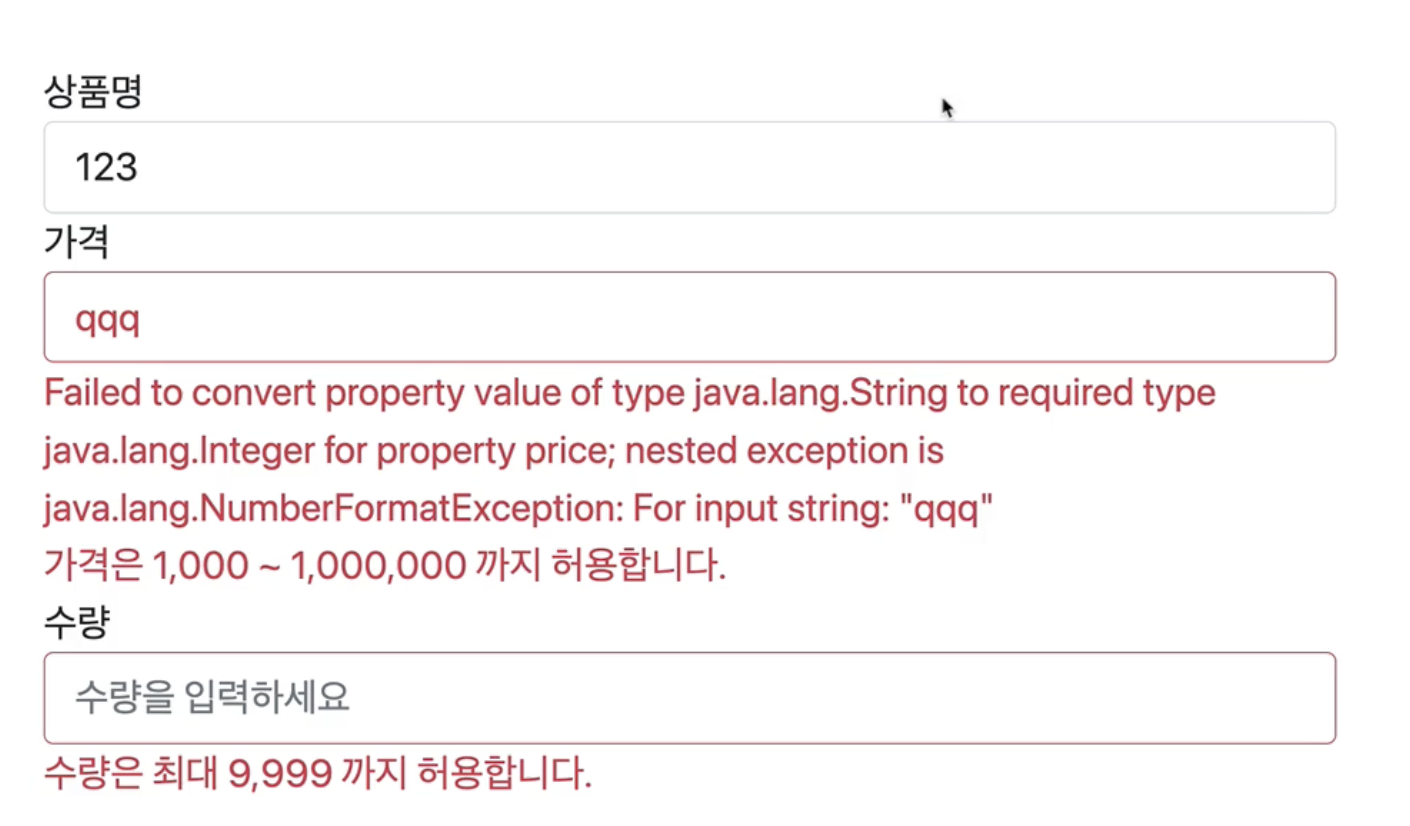 상품명
123
가격
qqq
Failed to convert property value of type java.lang.String to required type
java.lang.Integer for property price; nested exception is
java.lang.NumberFormatException: For input string: "qqq"
가격은 1,000 ~ 1,000,000 까지 허용합니다.
수량
수량을 입력하세요
수량은 최대 9,999 까지 허용합니다.